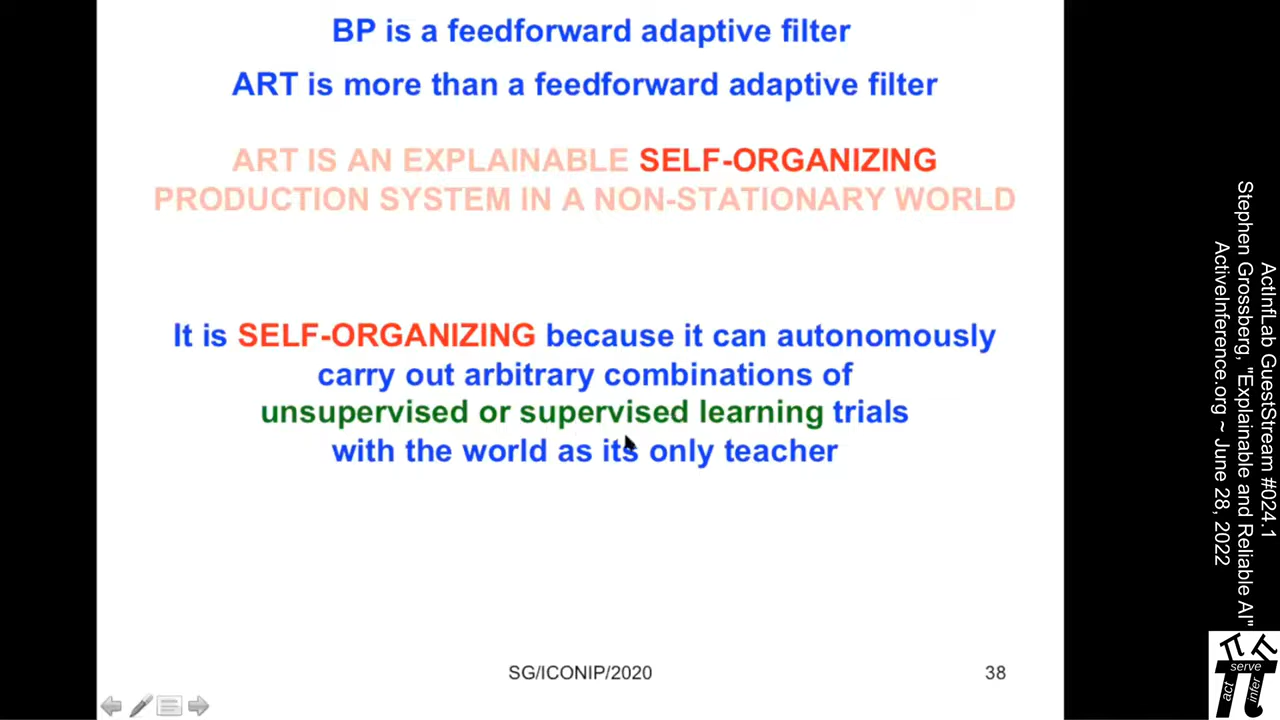 BP is a feedforward adaptive filter
ART is more than a feedforward adaptive filter
ART IS AN EXPLAINABLE SELF-ORGANIZING
PRODUCTION SYSTEM IN A NON-STATIONARY WORLD
It is SELF-ORGANIZING because it can autonomously
carry out arbitrary combinations of
unsupervised or supervised learning trials
with the world as its only teacher
SG/ICONIP/2020
38
ActInfLab GuestStream #024.1
Stephen Grossberg, "Explainable and Reliable AI"
ActiveInference.org ~ June 28, 2022
serve
act
infer